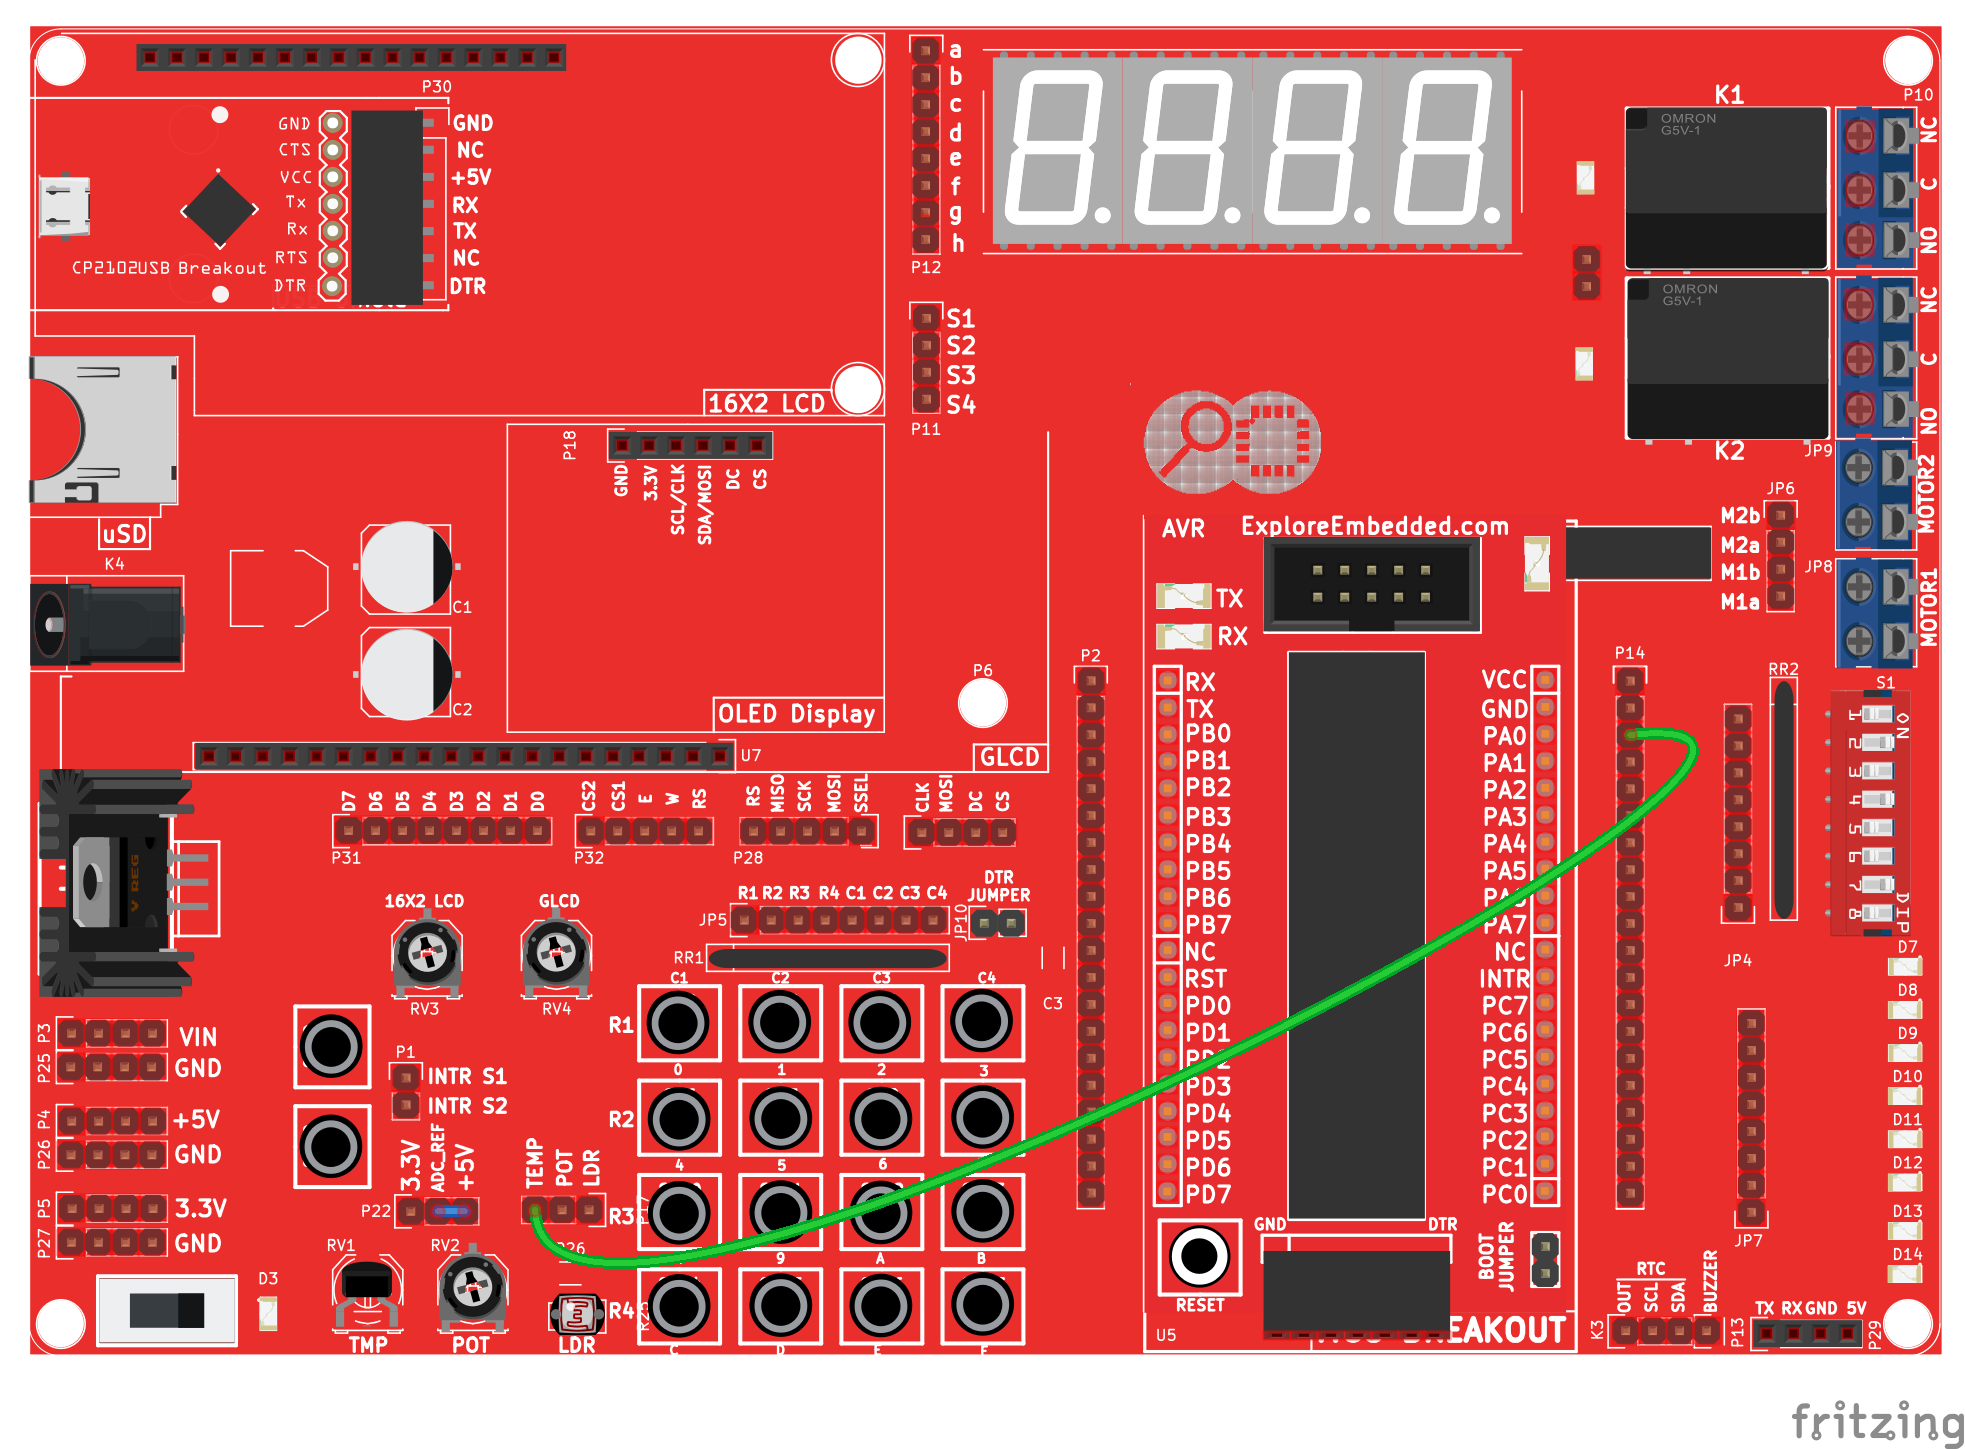 P30
GND GND
CTS NC
VCC +5V
Tx RX
Rx TX
RTS NC
DTR DTR
CP2102USB Breakout
16X2 LCD
a
b
c
d
e
f
g
h
P12
S1
S2
S3
S4
P11
K1
OMRON
G5V-1
P10
NC
C
NO
OMRON
G5V-1
K2
NC
C
NO
JP9
MOTOR2
JP6
M2b
M2a
M1b
M1a
JP8
MOTOR1
uSD
K4
C1
C2
P18
GND
3.3V
SCL/CLK
SDA/MOSI
DC
CS
OLED Display
P6
GLCD
U7
AVR
ExploreEmbedded.com
TX
RX
P2
P14
RX VCC
TX GND
PB0 PA0
PB1 PA1
PB2 PA2
PB3 PA3
PB4 PA4
PB5 PA5
PB6
PB7 PA7
NC NC
RST INTR
PD0 PC7
PD1 PC6
PD2 PC5
PD3 PC4
PD4 PC3
PD5 PC2
PD6 PC1
PD7 PC0
GND DTR
RESET
BOOT
JUMPER
U5
BREAKOUT
RR2
S1
ON
1
2
3
4
5
6
7
8
DIP
D7
D8
D9
D10
D11
D12
D13
D14
JP4
JP7
D7 D6 D5 D4 D3 D2 D1 D0
P31
CS2 CS1 E W RS
P32
RS MISO SCK MOSI SSEL
P28
CLK MOSI DC CS
16X2 LCD
RV3
GLCD
RV4
R1 R2 R3 R4 C1 C2 C3 C4
JP5
DTR
JUMPER
JP10
RR1
C3
C1 C2 C3 C4
R1
0 1 2 3
R2
4 5 6
R3
9 A B
R4
C D E F
V REG
P3 VIN
P25 GND
P4 +5V
P26 GND
P5 3.3V
P27 GND
P1
INTR S1
INTR S2
3.3V
ADC_REF
+5V
P22
TEMP
POT
LDR
RV1
TMP
RV2
POT
LDR
D3
RTC
OUT
SCL
SDA
BUZZER
K3
P13
TX RX GND 5V
P29
fritzing